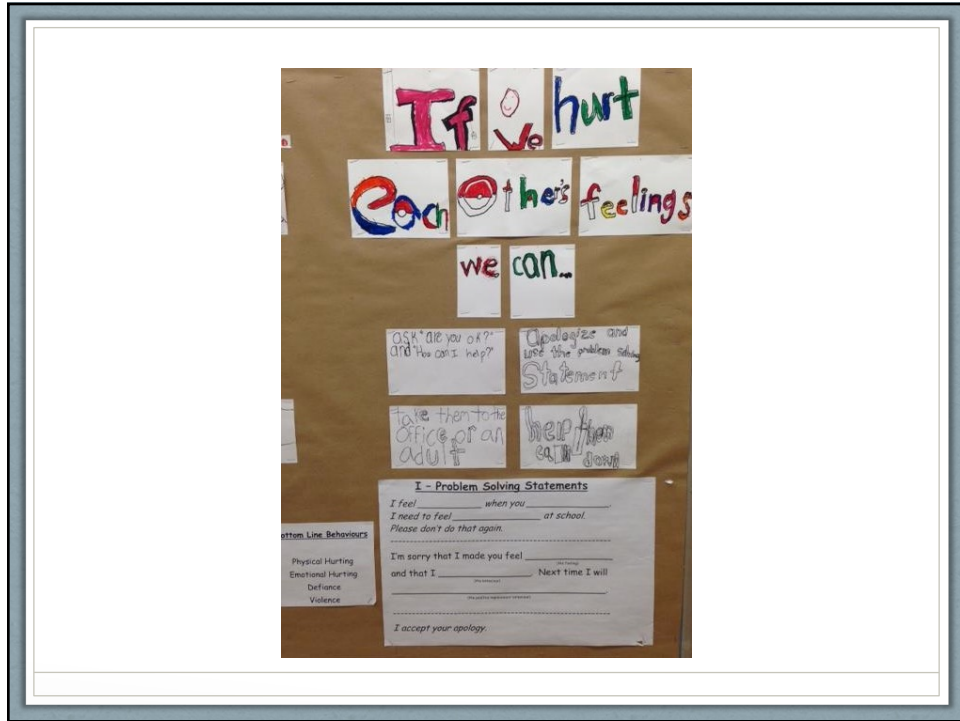 If we hurt
each other's feelings
we can...
ask "are you ok?"
and "How can I help?"
apologize and
use the problem solving
Statement
take them to the
office or an
adult
help them
calm down
I - Problem Solving Statements
I feel when you .
I need to feel at school.
Please don't do that again.
I'm sorry that I made you feel
and that I . Next time I will
.
I accept your apology.
ottom Line Behaviours
Physical Hurting
Emotional Hurting
Defiance
Violence